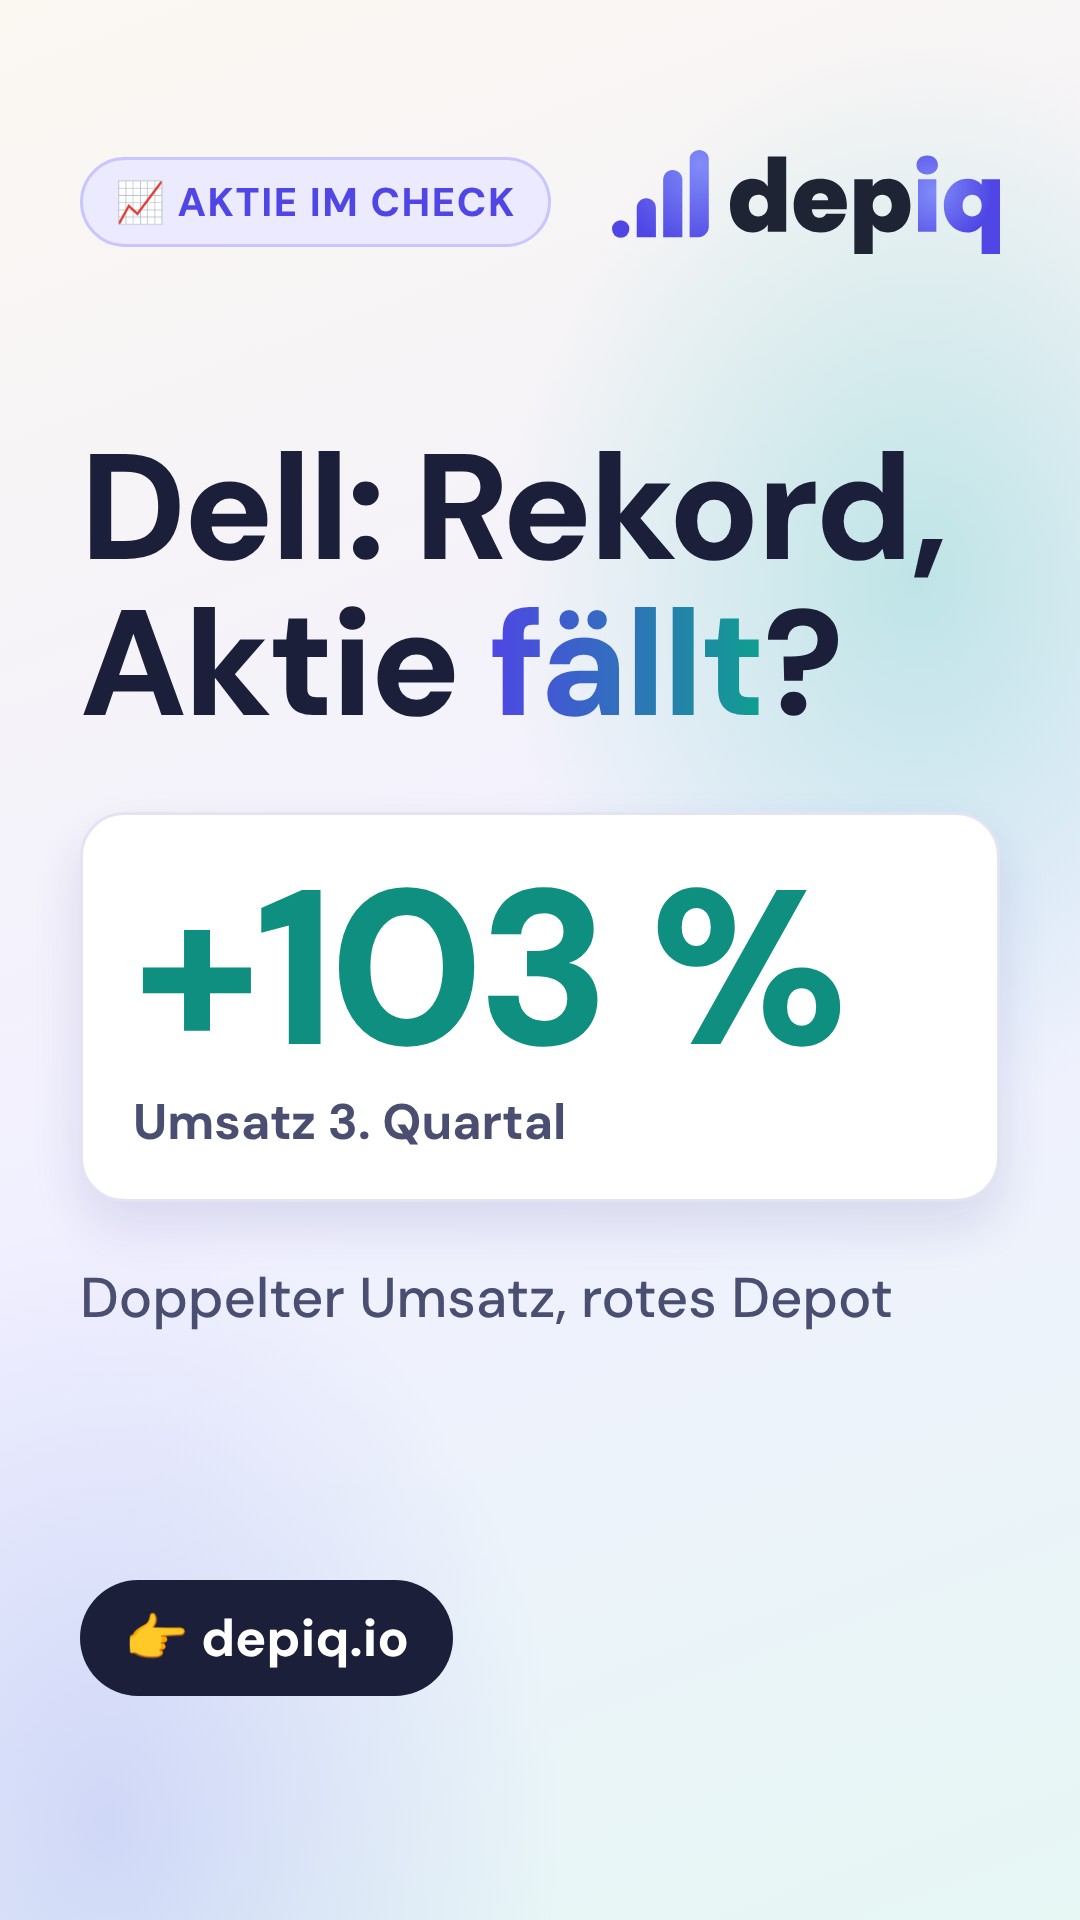 📈 AKTIE IM CHECK
depiq
Dell: Rekord,
Aktie fällt?
+103 %
Umsatz 3. Quartal
Doppelter Umsatz, rotes Depot
👉 depiq.io